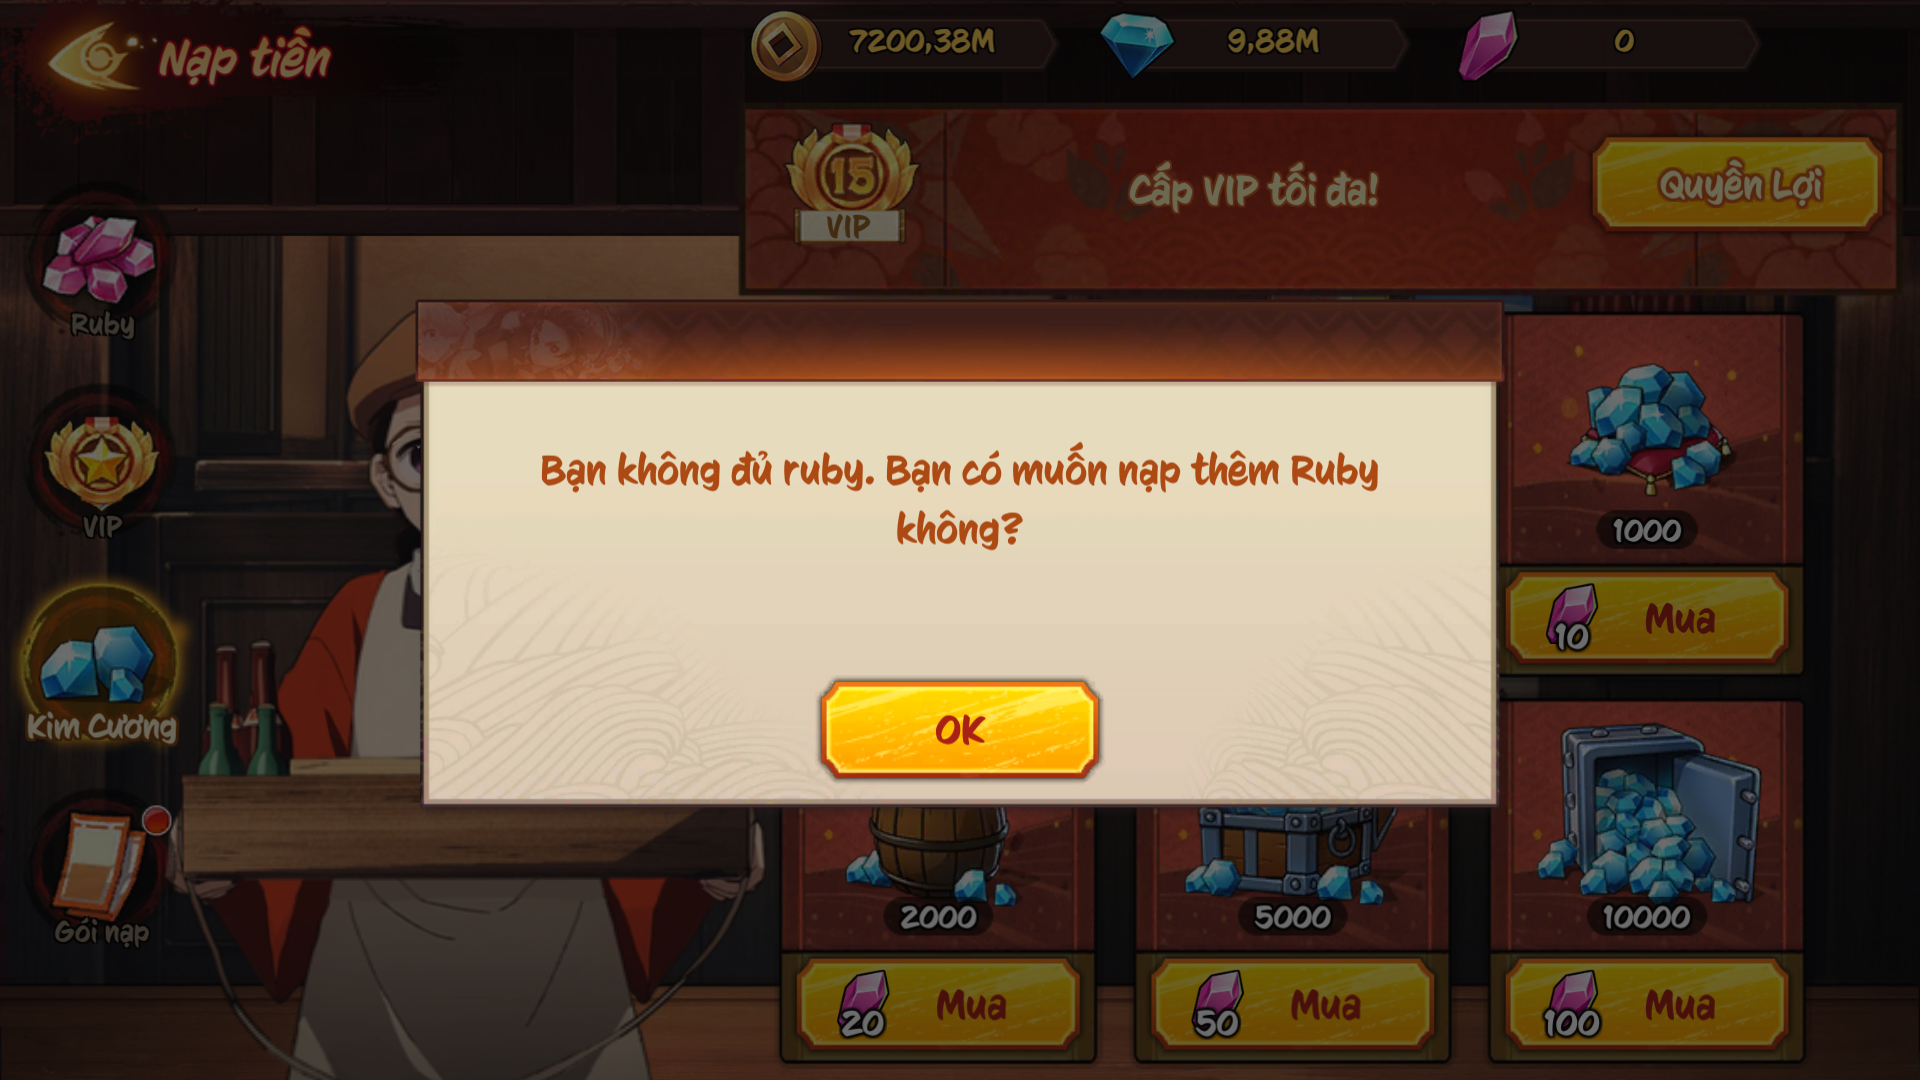 Nạp tiền
7200,38M
9,88M
0
15
VIP
Cấp VIP tối đa!
Quyền Lợi
Ruby
VIP
Kim Cương
Gói nạp
Bạn không đủ ruby. Bạn có muốn nạp thêm Ruby
không?
OK
1000
10 Mua
2000
5000
10000
20 Mua
50 Mua
100 Mua